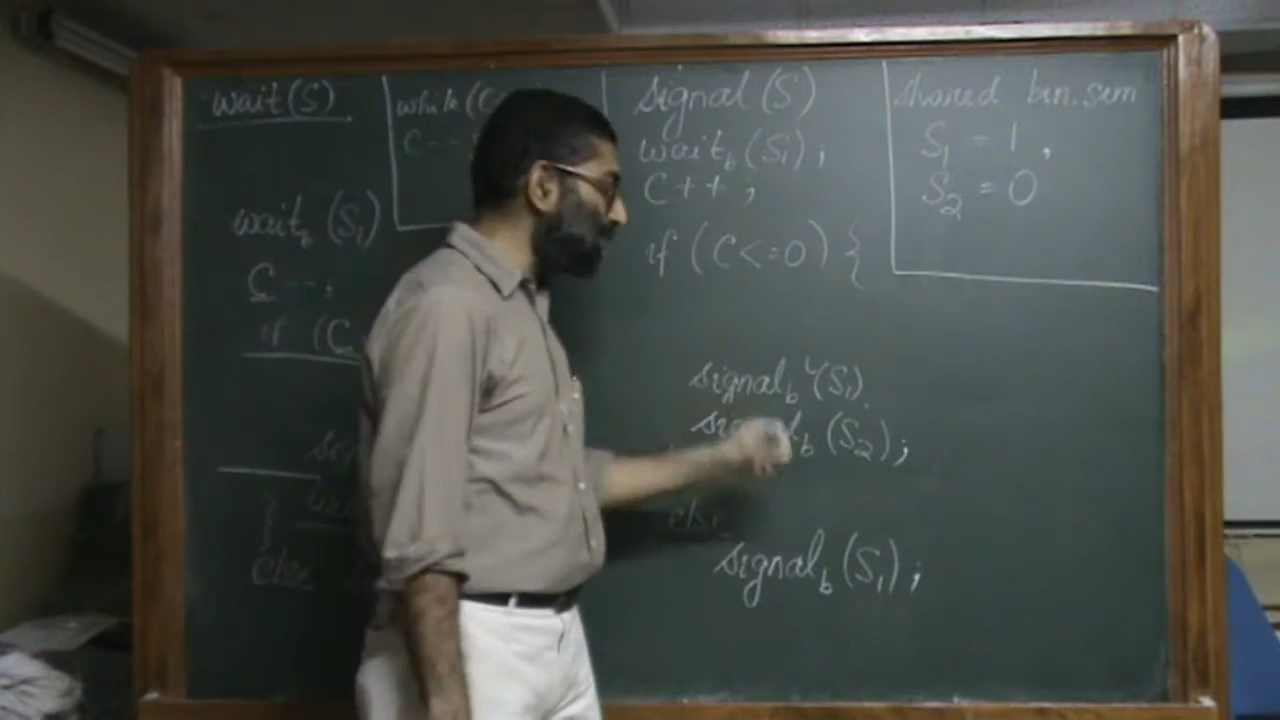 wait(S)
while (C
C--
wait_b (S1)
C--;
if (C
}
else
signal (S)
wait_b (S1);
C++;
if (C<=0) {
signal_b (S1)
signal_b (S2);
else
signal_b (S1);
shared bin. sem
S1 = 1,
S2 = 0